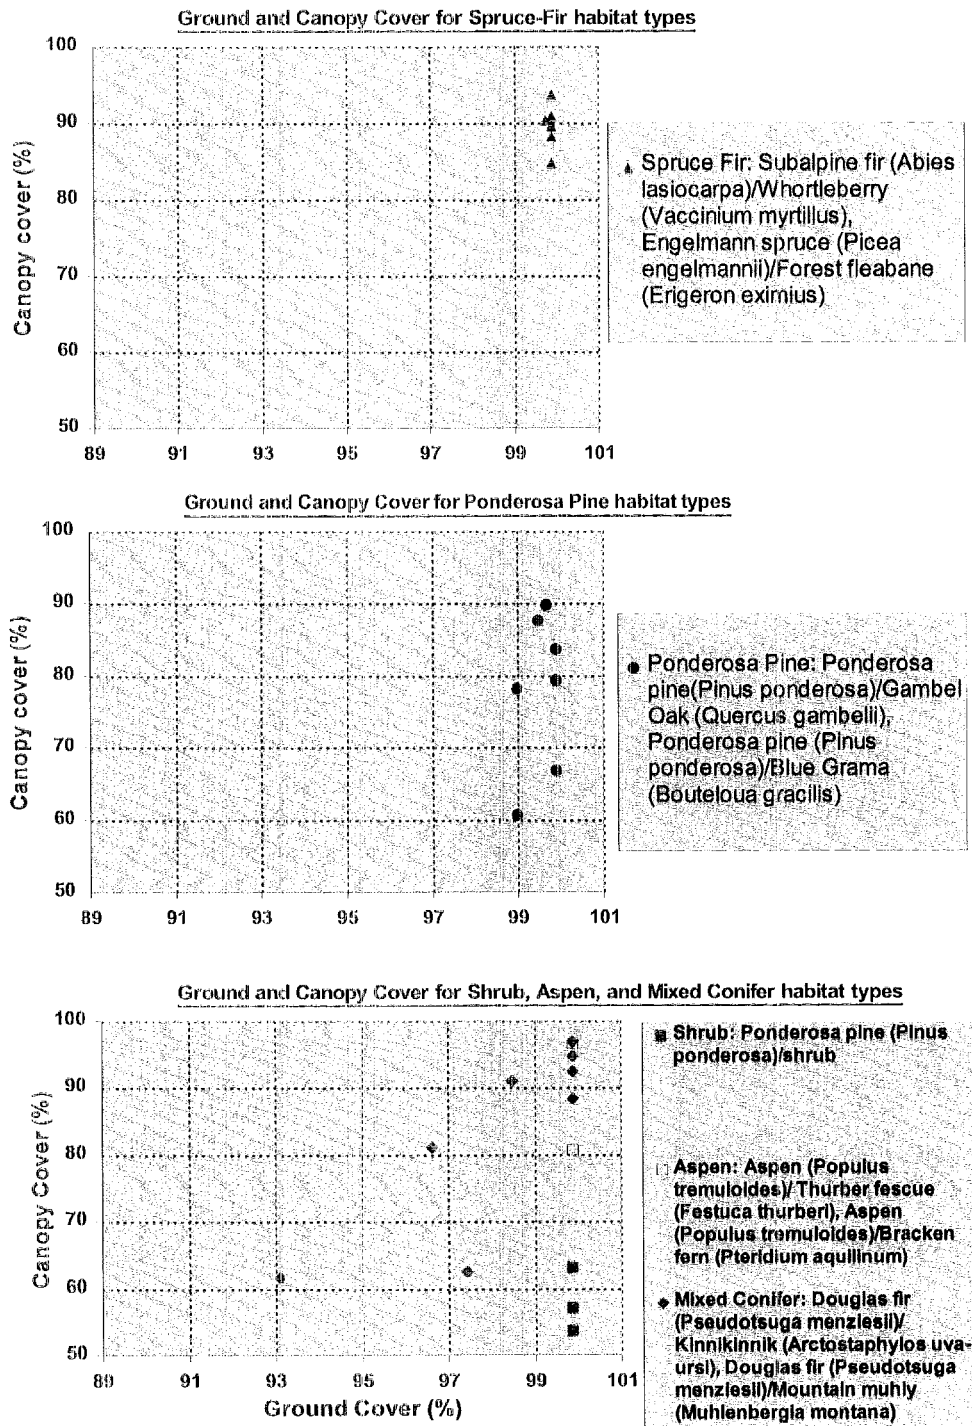 Ground and Canopy Cover for Spruce-Fir habitat types
100
90
80
70
60
50
Canopy cover (%)
89 91 93 95 97 99 101
Spruce Fir: Subalpine fir (Abies
lasiocarpa)/Whortleberry
(Vaccinium myrtillus),
Engelmann spruce (Picea
engelmannii)/Forest fleabane
(Erigeron eximius)
Ground and Canopy Cover for Ponderosa Pine habitat types
100
90
80
70
60
50
Canopy cover (%)
89 91 93 95 97 99 101
Ponderosa Pine: Ponderosa
pine(Pinus ponderosa)/Gambel
Oak (Quercus gambelii),
Ponderosa pine (Pinus
ponderosa)/Blue Grama
(Bouteloua gracilis)
Ground and Canopy Cover for Shrub, Aspen, and Mixed Conifer habitat types
100
90
80
70
60
50
Canopy Cover (%)
89 91 93 95 97 99 101
Ground Cover (%)
Shrub: Ponderosa pine (Pinus
ponderosa)/shrub
Aspen: Aspen (Populus
tremuloides)/ Thurber fescue
(Festuca thurberi), Aspen
(Populus tremuloides)/Bracken
fern (Pteridium aquilinum)
Mixed Conifer: Douglas fir
(Pseudotsuga menziesii)/
Kinnikinnik (Arctostaphylos uva-
ursi), Douglas fir (Pseudotsuga
menziesii)/Mountain muhly
(Muhlenbergia montana)